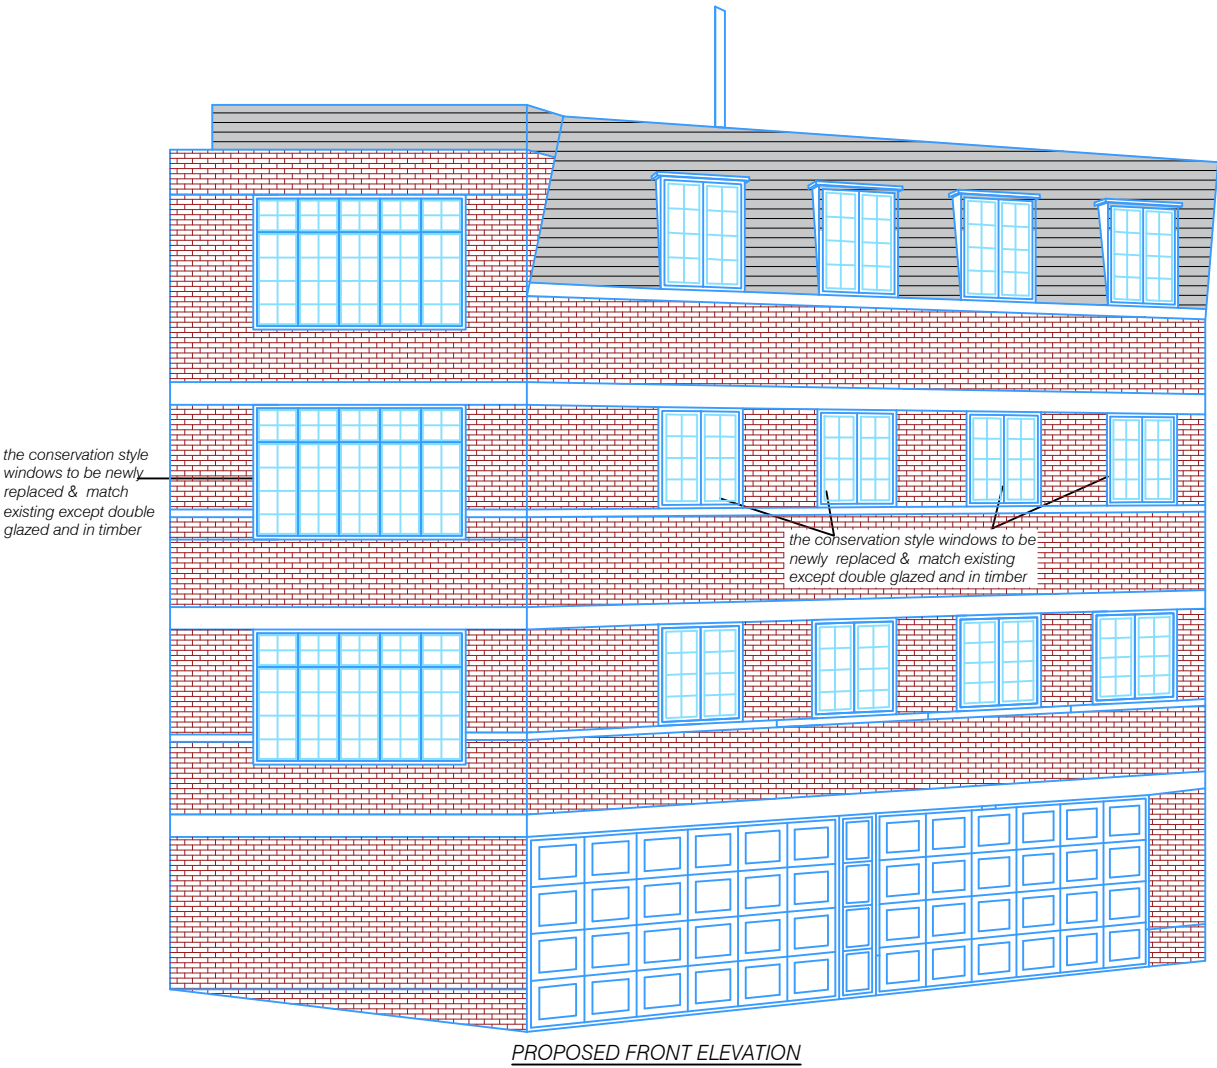 the conservation style
windows to be newly
replaced & match
existing except double
glazed and in timber
the conservation style windows to be
newly replaced & match existing
except double glazed and in timber
PROPOSED FRONT ELEVATION